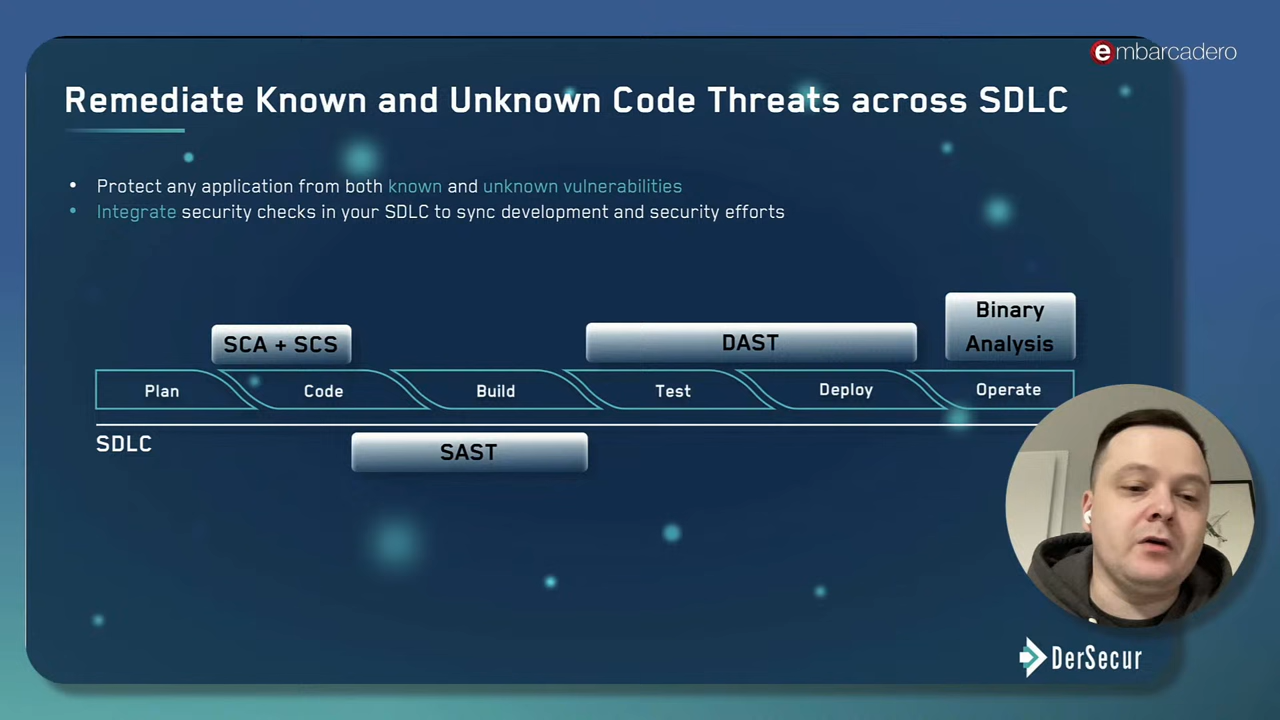 embarcadero
Remediate Known and Unknown Code Threats across SDLC
• Protect any application from both known and unknown vulnerabilities
• Integrate security checks in your SDLC to sync development and security efforts
SCA + SCS
DAST
Binary
Analysis
Plan
Code
Build
Test
Deploy
Operate
SDLC
SAST
DerSecur